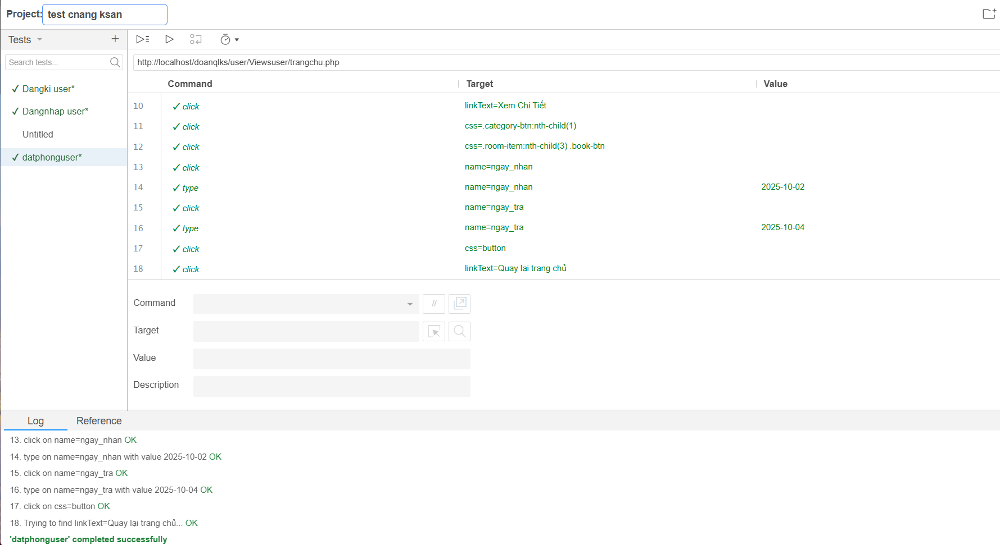 Project: test cnang ksan
Tests
Search tests...
✓ Dangki user*
✓ Dangnhap user*
Untitled
✓ datphonguser*
http://localhost/doanqlks/user/Viewsuser/trangchu.php
Command Target Value
10 ✓ click linkText=Xem Chi Tiết
11 ✓ click css=.category-btn:nth-child(1)
12 ✓ click css=.room-item:nth-child(3) .book-btn
13 ✓ click name=ngay_nhan
14 ✓ type name=ngay_nhan 2025-10-02
15 ✓ click name=ngay_tra
16 ✓ type name=ngay_tra 2025-10-04
17 ✓ click css=button
18 ✓ click linkText=Quay lại trang chủ
Command //
Target
Value
Description
Log Reference
13. click on name=ngay_nhan OK
14. type on name=ngay_nhan with value 2025-10-02 OK
15. click on name=ngay_tra OK
16. type on name=ngay_tra with value 2025-10-04 OK
17. click on css=button OK
18. Trying to find linkText=Quay lại trang chủ... OK
'datphonguser' completed successfully